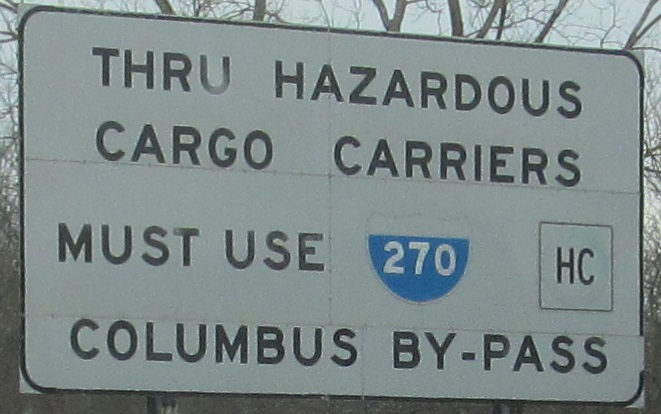 THRU HAZARDOUS
CARGO CARRIERS
MUST USE 270 HC
COLUMBUS BY-PASS